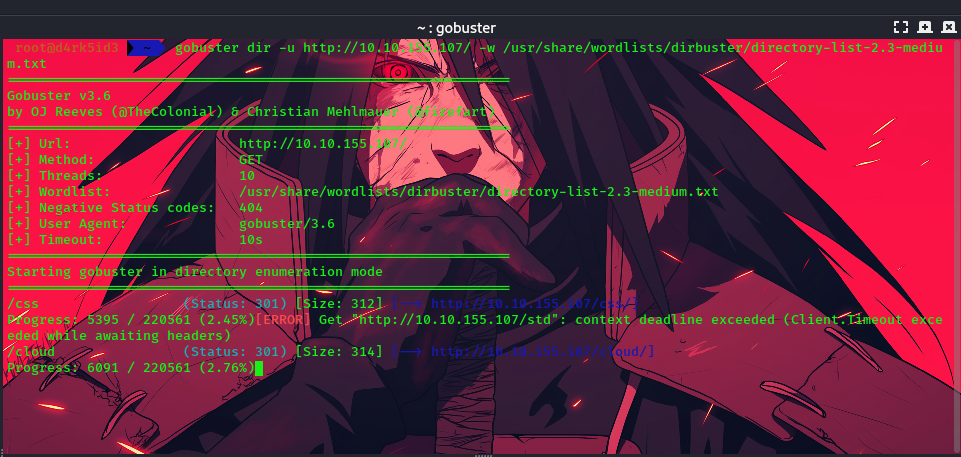 ~ : gobuster
root@d4rk5id3 ~ gobuster dir -u http://10.10.155.107/ -w /usr/share/wordlists/dirbuster/directory-list-2.3-mediu
m.txt
===============================================================
Gobuster v3.6
by OJ Reeves (@TheColonial) & Christian Mehlmauer (@firefart)
===============================================================
[+] Url: http://10.10.155.107/
[+] Method: GET
[+] Threads: 10
[+] Wordlist: /usr/share/wordlists/dirbuster/directory-list-2.3-medium.txt
[+] Negative Status codes: 404
[+] User Agent: gobuster/3.6
[+] Timeout: 10s
===============================================================
Starting gobuster in directory enumeration mode
===============================================================
/css (Status: 301) [Size: 312] [--> http://10.10.155.107/css/]
Progress: 5395 / 220561 (2.45%)[ERROR] Get "http://10.10.155.107/std": context deadline exceeded (Client.Timeout exce
eded while awaiting headers)
/cloud (Status: 301) [Size: 314] [--> http://10.10.155.107/cloud/]
Progress: 6091 / 220561 (2.76%)